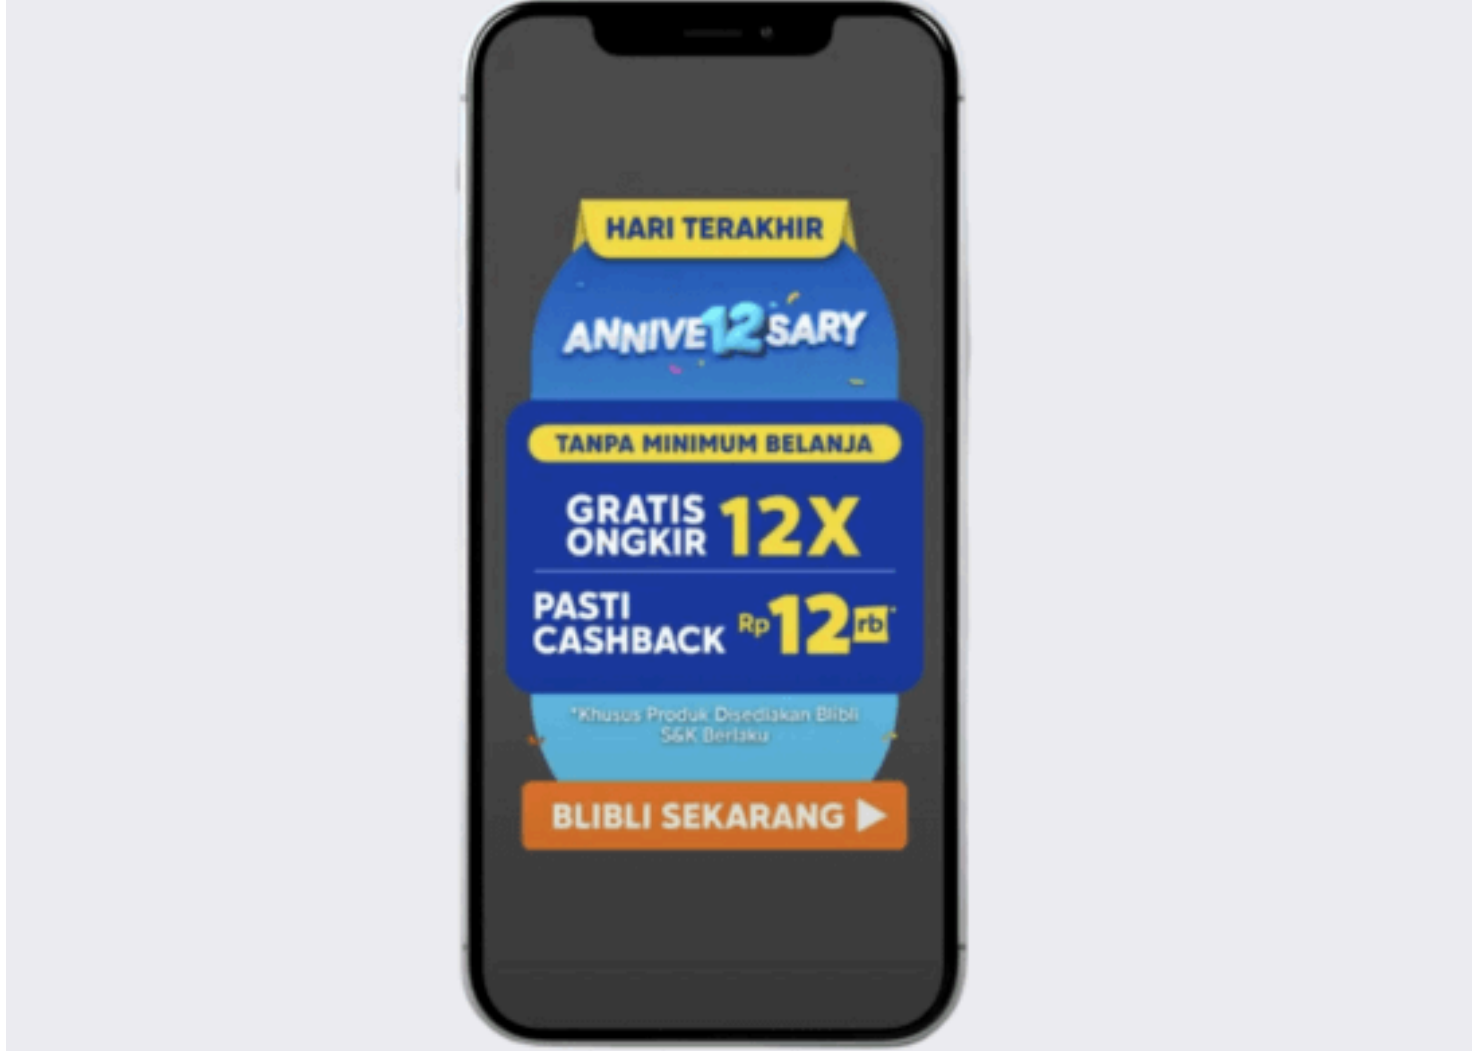 HARI TERAKHIR
ANNIVE12SARY
TANPA MINIMUM BELANJA
GRATIS
ONGKIR 12X
PASTI
CASHBACK Rp12rb*
*Khusus Produk Disediakan Blibli
S&K Berlaku
BLIBLI SEKARANG